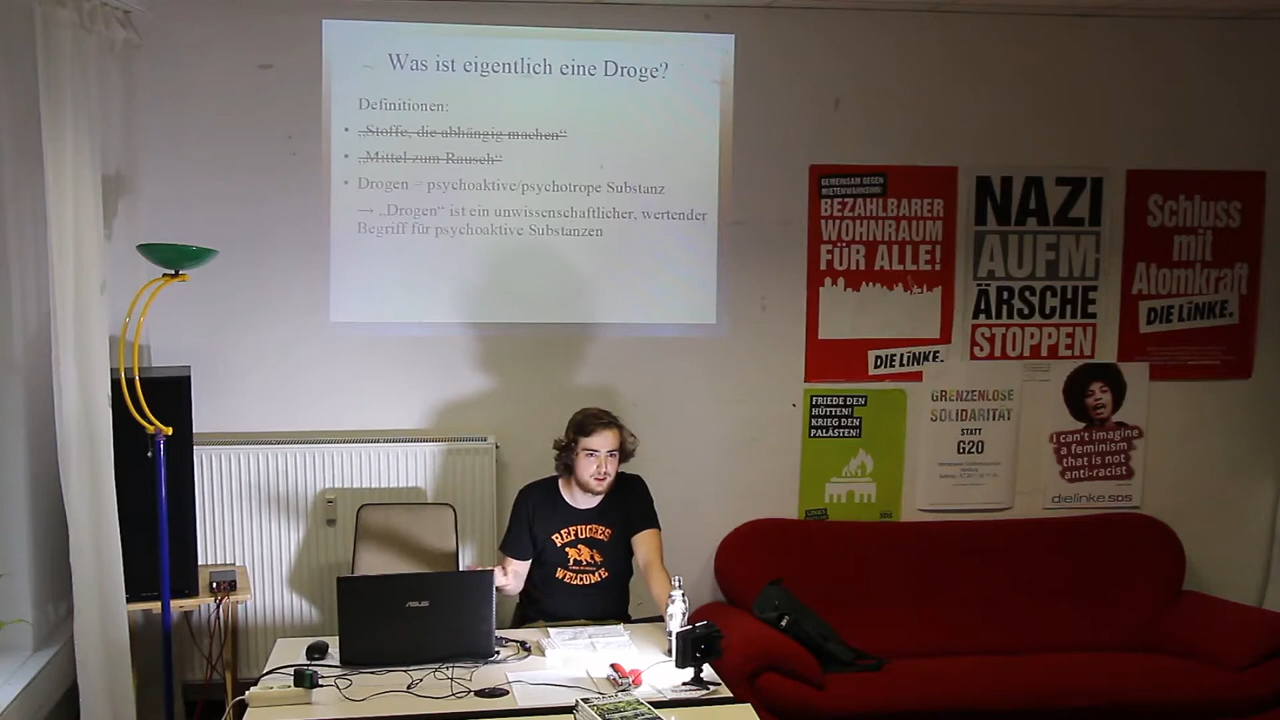 Was ist eigentlich eine Droge?
Definitionen:
• „Stoffe, die abhängig machen“
• „Mittel zum Rausch“
• Drogen = psychoaktive/psychotrope Substanz
→ „Drogen“ ist ein unwissenschaftlicher, wertender
Begriff für psychoaktive Substanzen
GEMEINSAM GEGEN
MIETENWAHNSINN:
BEZAHLBARER
WOHNRAUM
FÜR ALLE!
DIE LINKE.
NAZI
AUFM
ÄRSCHE
STOPPEN
Schluss
mit
Atomkraft
DIE LINKE.
FRIEDE DEN
HÜTTEN!
KRIEG DEN
PALÄSTEN!
SDS
GRENZENLOSE
SOLIDARITÄT
STATT
G20
I can't imagine
a feminism
that is not
anti-racist
dielinke.SDS
REFUGEES
WELCOME
ASUS